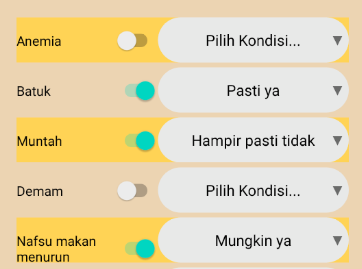 Anemia
Pilih Kondisi...
Batuk
Pasti ya
Muntah
Hampir pasti tidak
Demam
Pilih Kondisi...
Nafsu makan
menurun
Mungkin ya